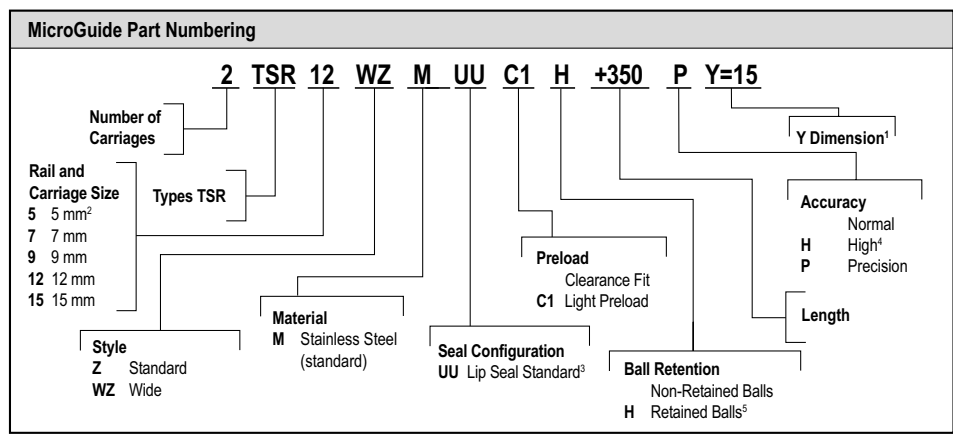 MicroGuide Part Numbering
2 TSR 12 WZ M UU C1 H +350 P Y=15
Number of
Carriages
Y Dimension¹
Rail and
Carriage Size
5 5 mm²
7 7 mm
9 9 mm
12 12 mm
15 15 mm
Types TSR
Accuracy
Normal
H High⁴
P Precision
Preload
Clearance Fit
C1 Light Preload
Length
Material
M Stainless Steel
(standard)
Style
Z Standard
WZ Wide
Seal Configuration
UU Lip Seal Standard³
Ball Retention
Non-Retained Balls
H Retained Balls⁵